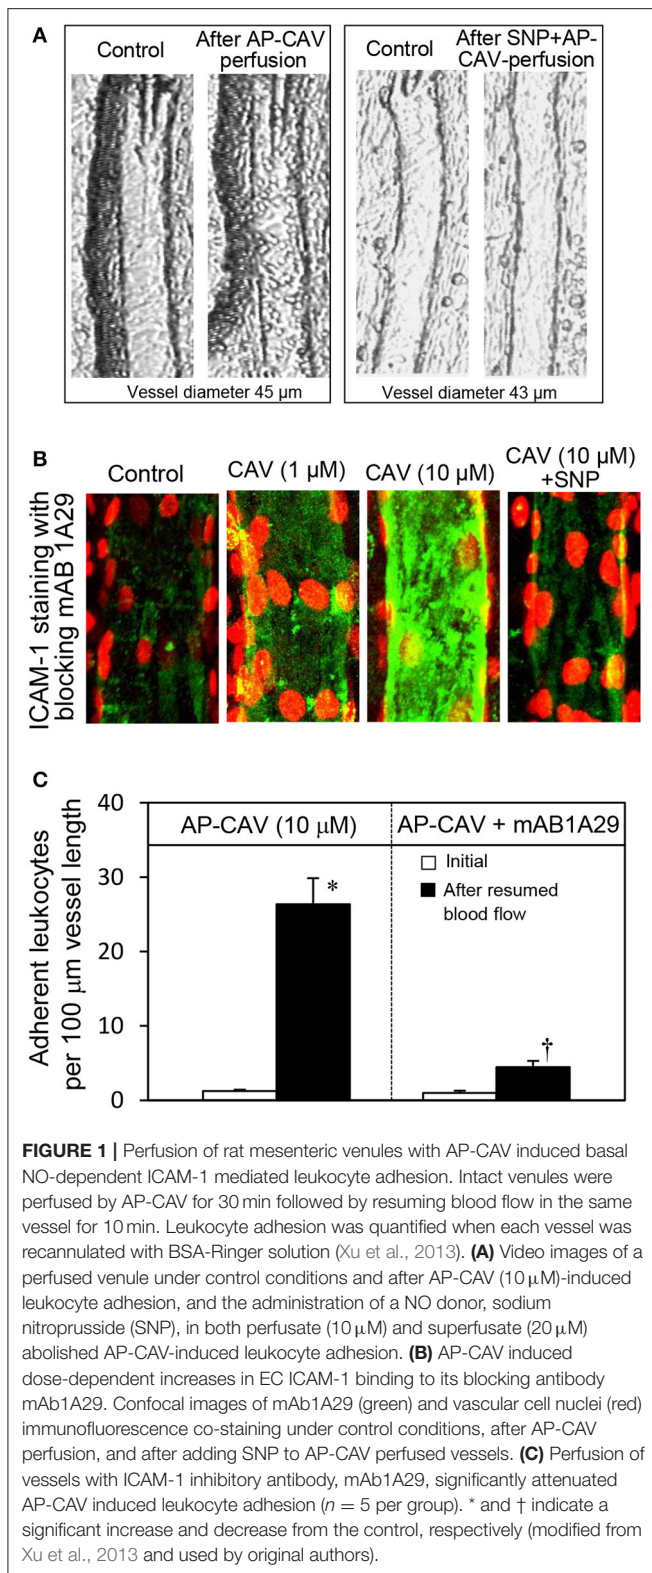 A
Control
After AP-CAV
perfusion
Control
After SNP+AP-
CAV-perfusion
Vessel diameter 45 µm
Vessel diameter 43 µm
B
ICAM-1 staining with
blocking mAB 1A29
Control
CAV (1 µM)
CAV (10 µM)
CAV (10 µM)
+SNP
C
Adherent leukocytes
per 100 µm vessel length
40
30
20
10
0
AP-CAV (10 µM)
AP-CAV + mAB1A29
Initial
After resumed
blood flow
*
†
FIGURE 1 | Perfusion of rat mesenteric venules with AP-CAV induced basal
NO-dependent ICAM-1 mediated leukocyte adhesion. Intact venules were
perfused by AP-CAV for 30 min followed by resuming blood flow in the same
vessel for 10 min. Leukocyte adhesion was quantified when each vessel was
recannulated with BSA-Ringer solution (Xu et al., 2013). (A) Video images of a
perfused venule under control conditions and after AP-CAV (10 µM)-induced
leukocyte adhesion, and the administration of a NO donor, sodium
nitroprusside (SNP), in both perfusate (10 µM) and superfusate (20 µM)
abolished AP-CAV-induced leukocyte adhesion. (B) AP-CAV induced
dose-dependent increases in EC ICAM-1 binding to its blocking antibody
mAb1A29. Confocal images of mAb1A29 (green) and vascular cell nuclei (red)
immunofluorescence co-staining under control conditions, after AP-CAV
perfusion, and after adding SNP to AP-CAV perfused vessels. (C) Perfusion of
vessels with ICAM-1 inhibitory antibody, mAb1A29, significantly attenuated
AP-CAV induced leukocyte adhesion (n = 5 per group). * and † indicate a
significant increase and decrease from the control, respectively (modified from
Xu et al., 2013 and used by original authors).